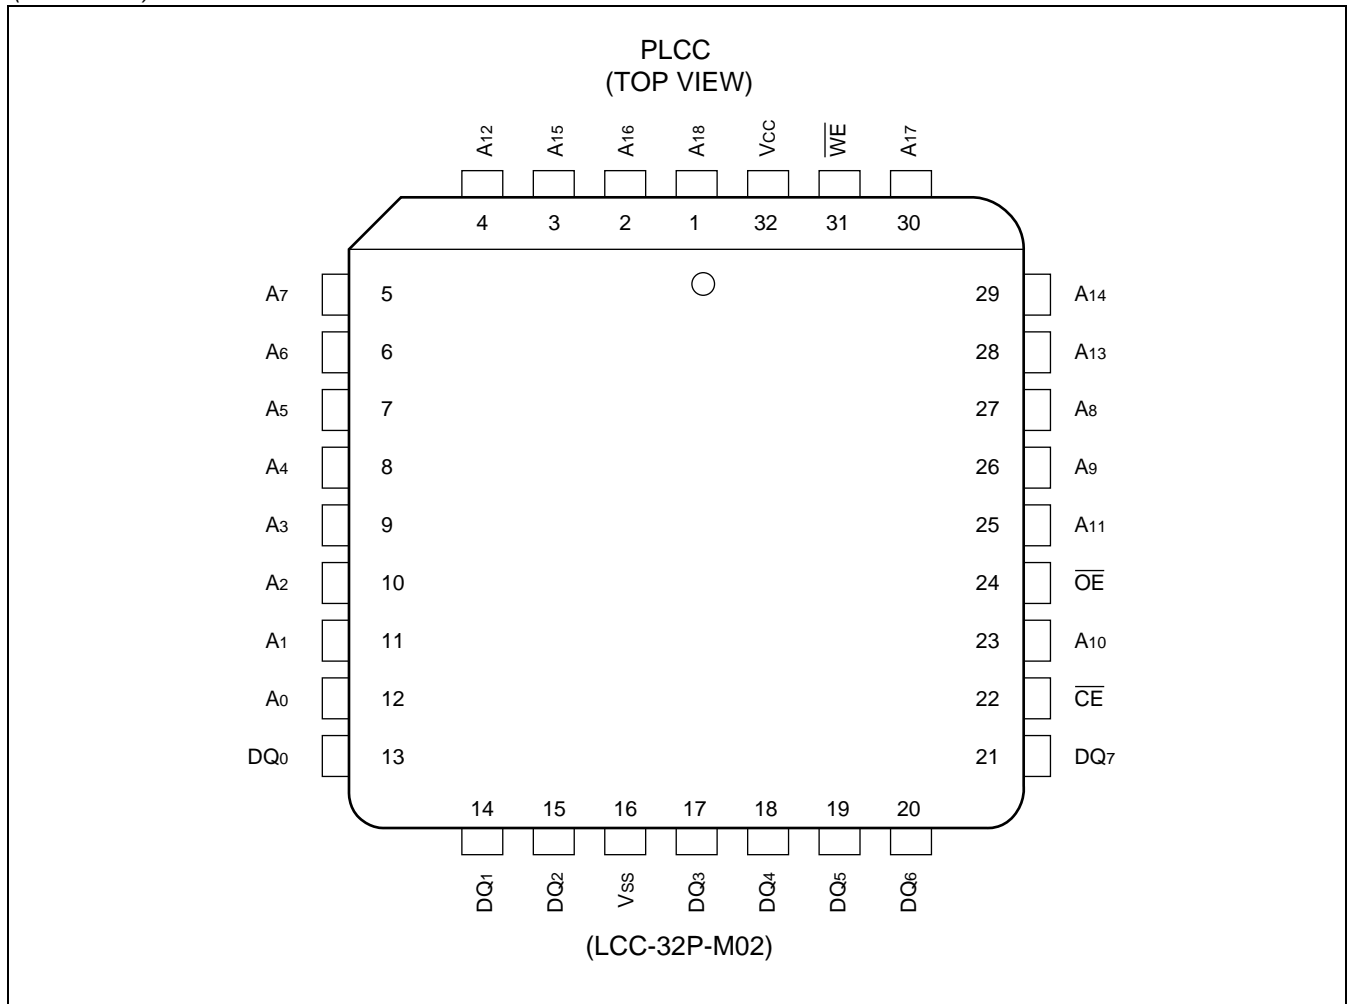 PLCC
(TOP VIEW)
A12 A15 A16 A18 VCC WE A17
4 3 2 1 32 31 30
A7 5 29 A14
A6 6 28 A13
A5 7 27 A8
A4 8 26 A9
A3 9 25 A11
A2 10 24 OE
A1 11 23 A10
A0 12 22 CE
DQ0 13 21 DQ7
14 15 16 17 18 19 20
DQ1 DQ2 VSS DQ3 DQ4 DQ5 DQ6
(LCC-32P-M02)